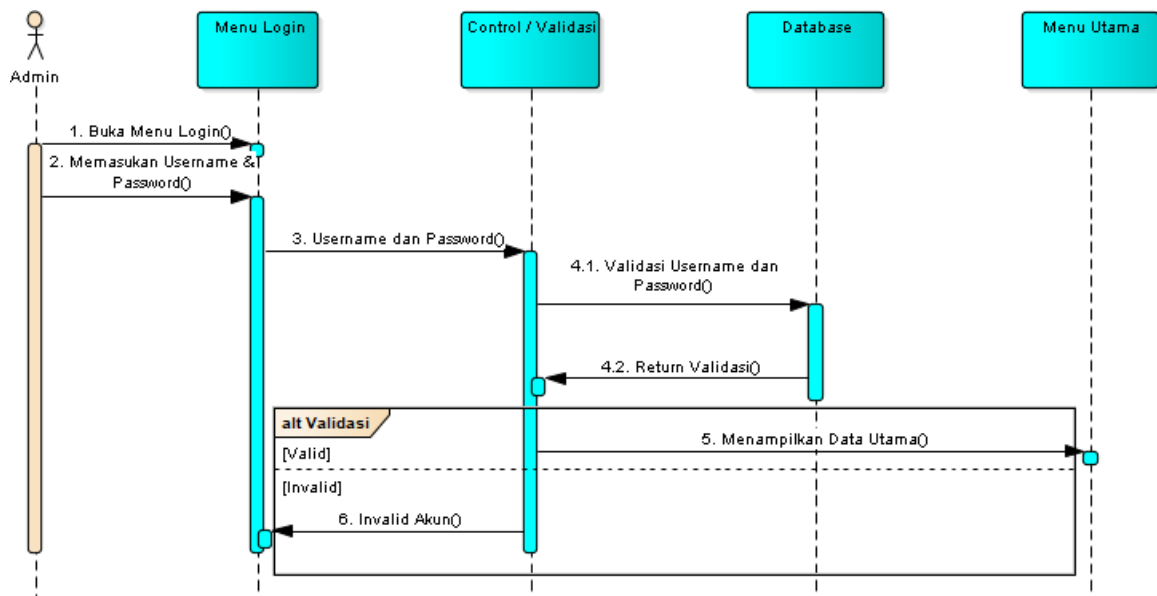 Menu Login
Control / Validasi
Database
Menu Utama
Admin
1. Buka Menu Login()
2. Memasukan Username &
Password()
3. Username dan Password()
4.1. Validasi Username dan
Password()
4.2. Return Validasi()
alt Validasi
5. Menampilkan Data Utama()
[Valid]
[Invalid]
6. Invalid Akun()